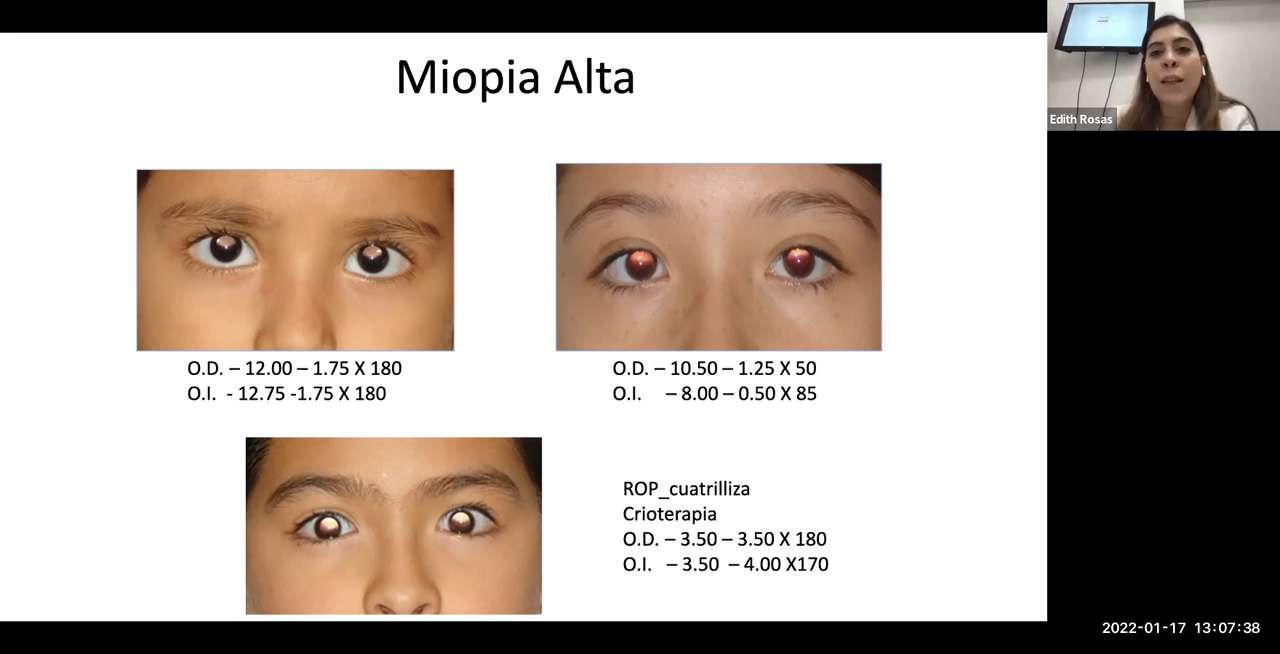 Miopia Alta
Edith Rosas
O.D. – 12.00 – 1.75 X 180
O.I. - 12.75 -1.75 X 180
O.D. – 10.50 – 1.25 X 50
O.I. – 8.00 – 0.50 X 85
ROP_cuatrilliza
Crioterapia
O.D. – 3.50 – 3.50 X 180
O.I. – 3.50 – 4.00 X170
2022-01-17 13:07:38